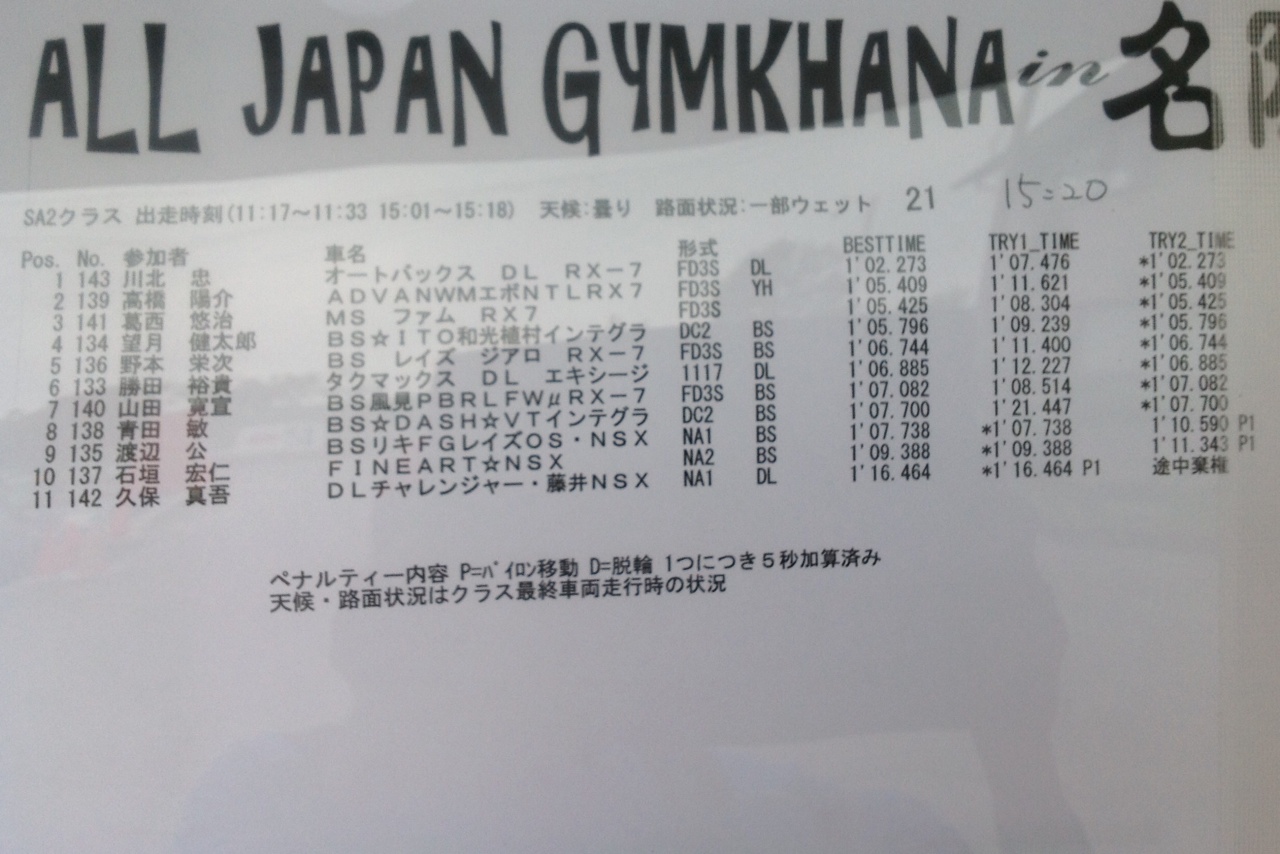 ALL JAPAN GYMKHANA in 名
SA2クラス 出走時刻(11:17～11:33 15:01～15:18) 天候:曇り 路面状況:一部ウェット 21 15=20
Pos. No. 参加者 車名 形式 BESTTIME TRY1_TIME TRY2_TIME
1 143 川北 忠 オートバックス DL RX-7 FD3S DL 1'02.273 1'07.476 *1'02.273
2 139 高橋 陽介 ADVANWMエボNTLRX7 FD3S YH 1'05.409 1'11.621 *1'05.409
3 141 葛西 悠治 MS ファム RX7 FD3S 1'05.425 1'08.304 *1'05.425
4 134 望月 健太郎 BS☆ITO和光植村インテグラ DC2 BS 1'05.796 1'09.239 *1'05.796
5 136 野本 栄次 BS レイズ ジアロ RX-7 FD3S BS 1'06.744 1'11.400 *1'06.744
6 133 勝田 裕貴 タクマックス DL エキシージ 1117 DL 1'06.885 1'12.227 *1'06.885
7 140 山田 寛宣 BS風見PBRLFWμRX-7 FD3S BS 1'07.082 1'08.514 *1'07.082
8 138 青田 敏 BS☆DASH☆VTインテグラ DC2 BS 1'07.700 1'21.447 *1'07.700
9 135 渡辺 公 BSリキFGレイズOS・NSX NA1 BS 1'07.738 *1'07.738 1'10.590 P1
10 137 石垣 宏仁 FINEART☆NSX NA2 BS 1'09.388 *1'09.388 1'11.343 P1
11 142 久保 真吾 DLチャレンジャー・藤井NSX NA1 DL 1'16.464 *1'16.464 P1 途中棄権
ペナルティー内容 P=ﾊﾟｲﾛﾝ移動 D=脱輪 1つにつき5秒加算済み
天候・路面状況はクラス最終車両走行時の状況